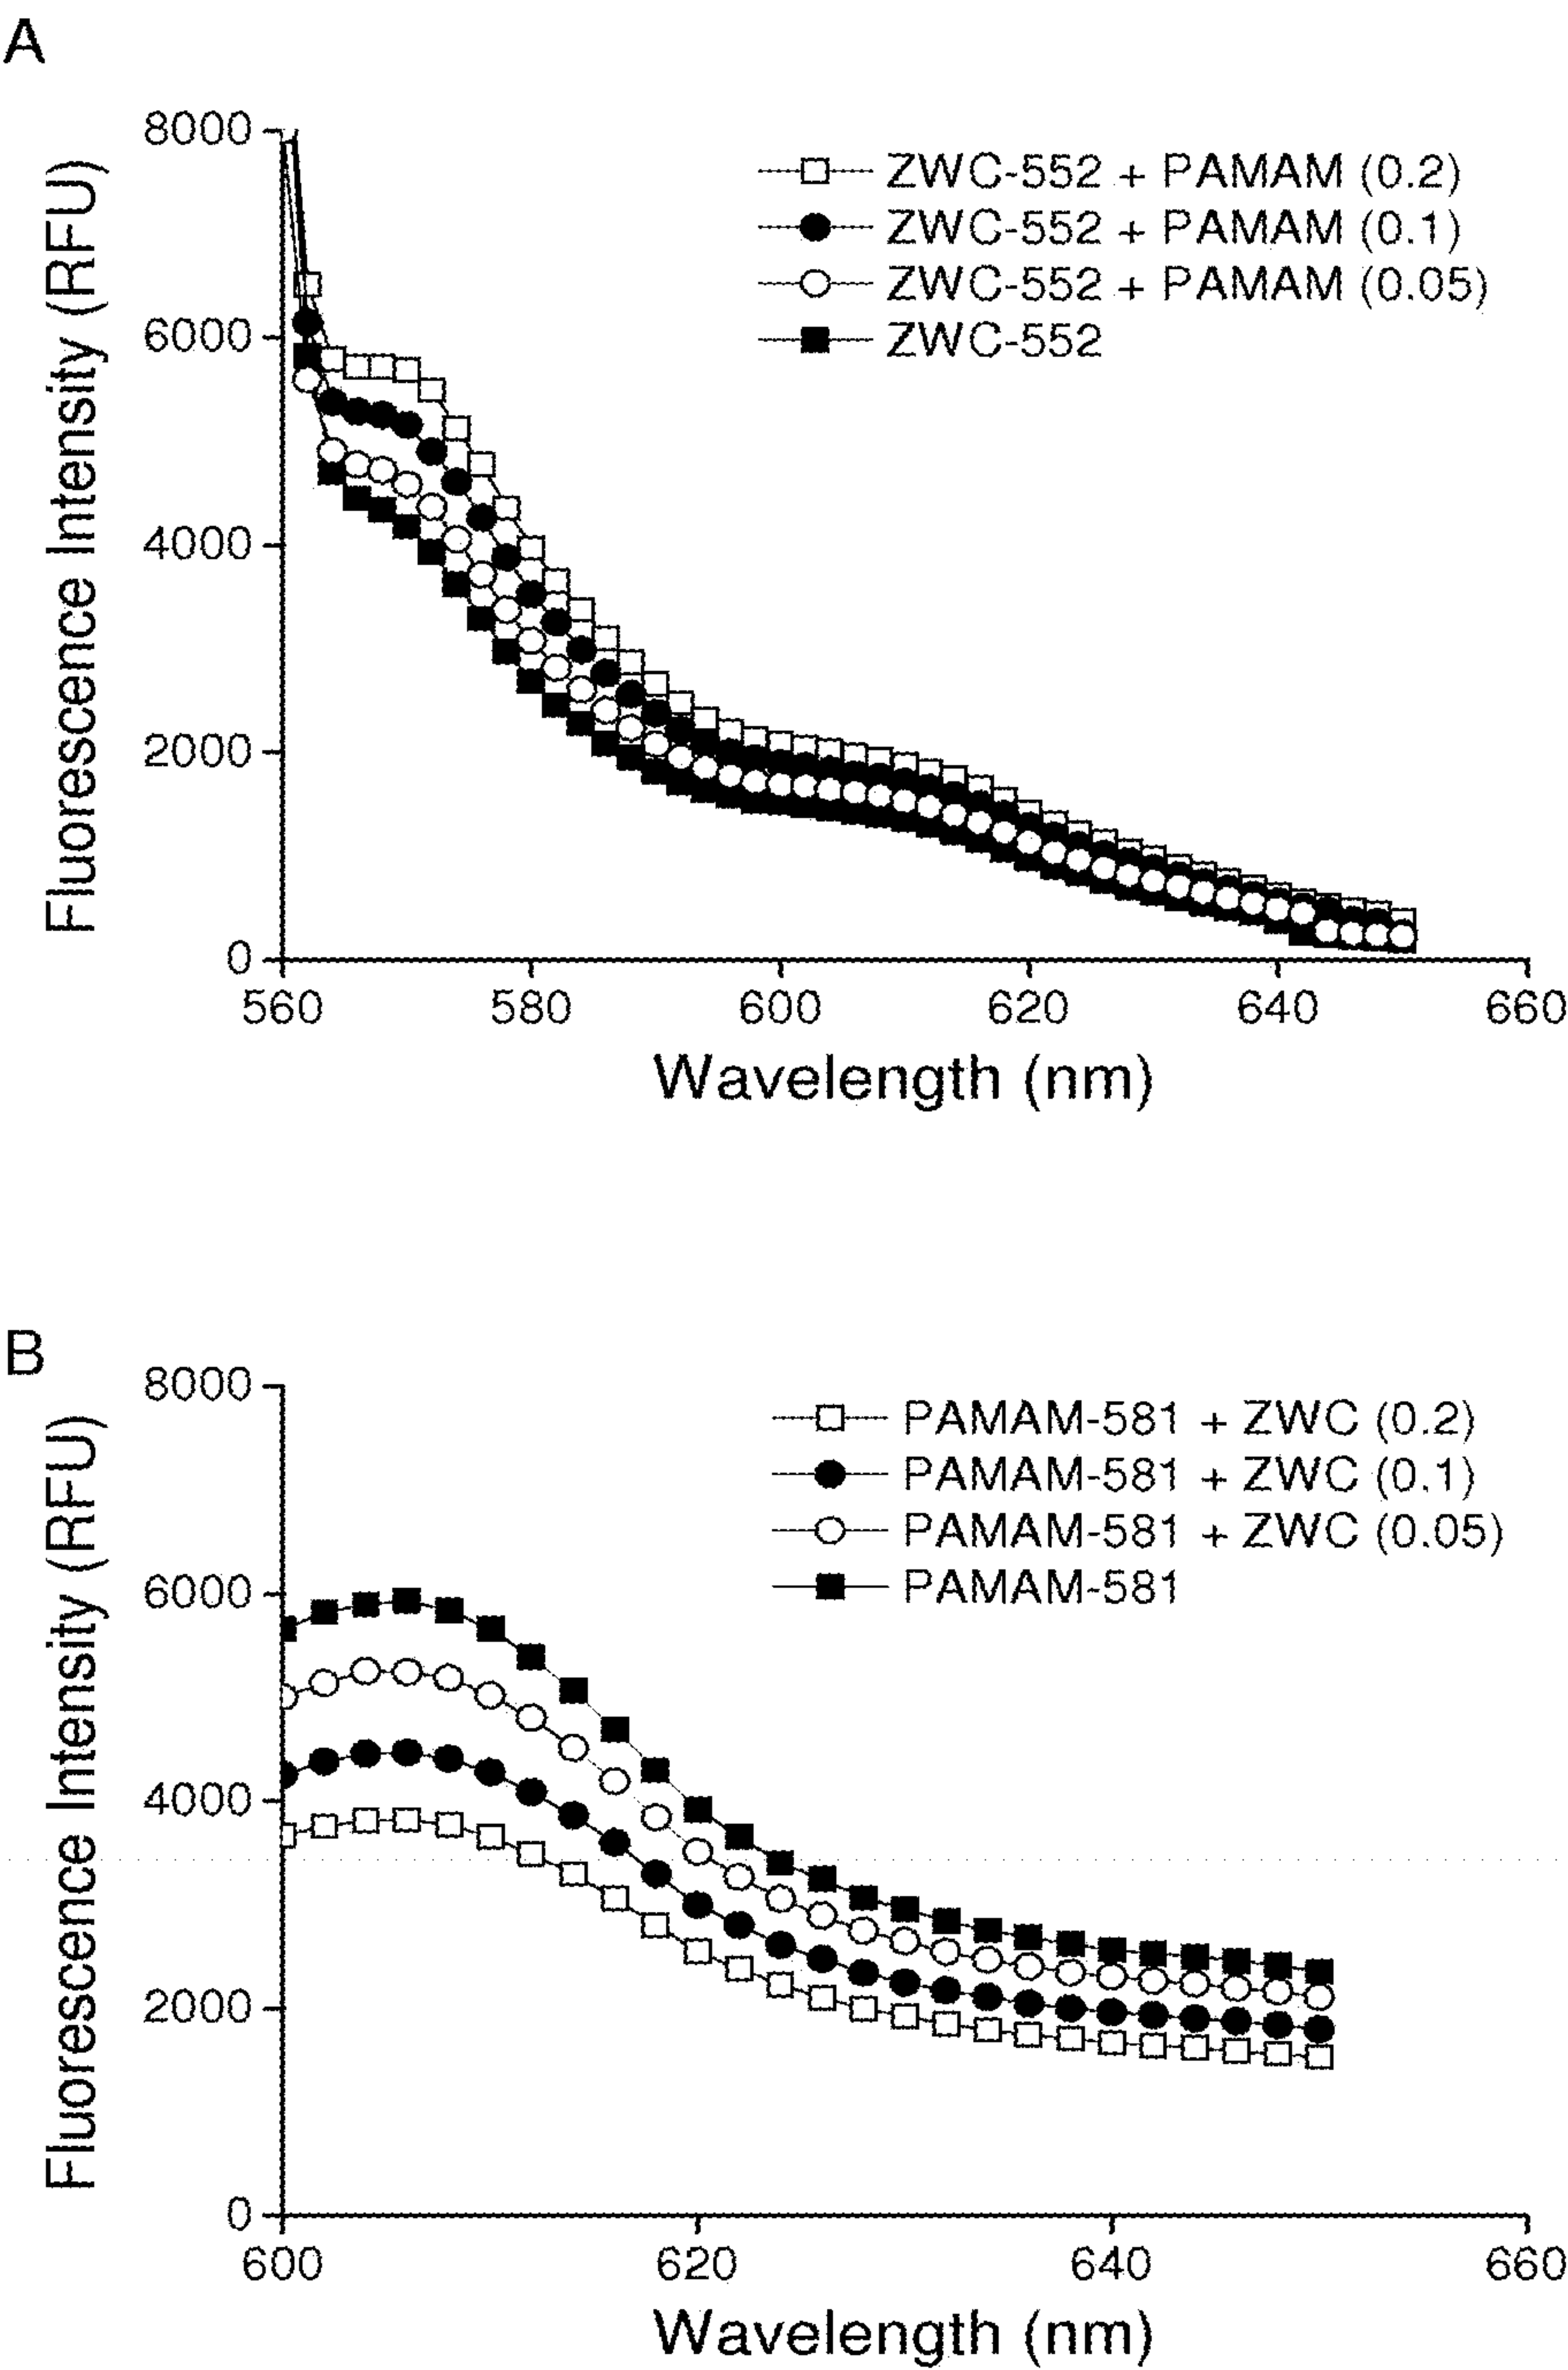 A
8000
6000
4000
2000
0
Fluorescence Intensity (RFU)
ZWC-552 + PAMAM (0.2)
ZWC-552 + PAMAM (0.1)
ZWC-552 + PAMAM (0.05)
ZWC-552
560 580 600 620 640 660
Wavelength (nm)
B
8000
6000
4000
2000
0
Fluorescence Intensity (RFU)
PAMAM-581 + ZWC (0.2)
PAMAM-581 + ZWC (0.1)
PAMAM-581 + ZWC (0.05)
PAMAM-581
600 620 640 660
Wavelength (nm)